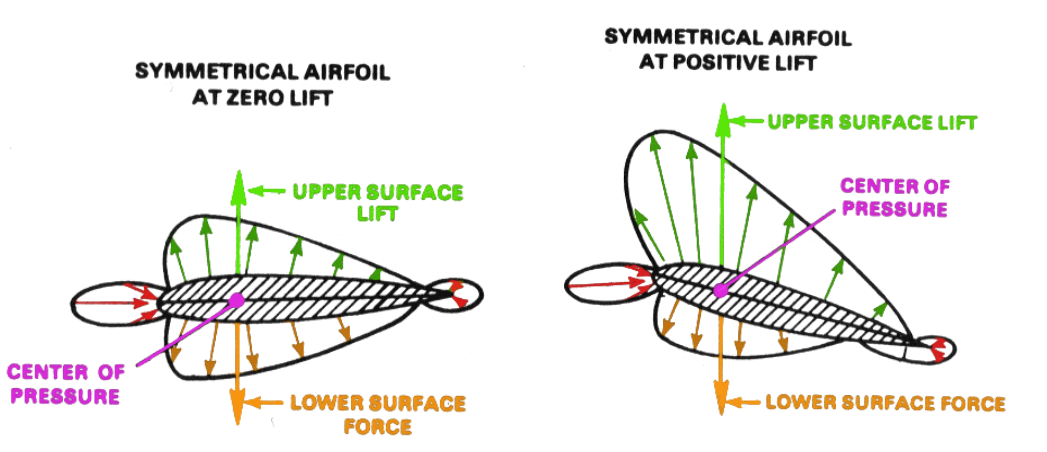 SYMMETRICAL AIRFOIL
AT ZERO LIFT
UPPER SURFACE
LIFT
CENTER OF
PRESSURE
LOWER SURFACE
FORCE
SYMMETRICAL AIRFOIL
AT POSITIVE LIFT
UPPER SURFACE LIFT
CENTER OF
PRESSURE
LOWER SURFACE FORCE